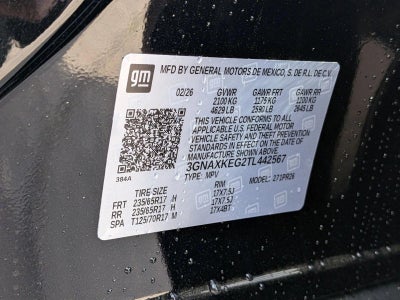 gm
MFD BY GENERAL MOTORS DE MEXICO, S. DE R.L. DE C.V.
02/26 GVWR GAWR FRT GAWR RR
2100 KG 1175 KG 1200 KG
4629 LB 2590 LB 2645 LB
THIS VEHICLE CONFORMS TO ALL
APPLICABLE U.S. FEDERAL MOTOR
VEHICLE SAFETY AND THEFT PREVENTION
STANDARDS IN EFFECT ON THE DATE OF
MANUFACTURE SHOWN ABOVE.
3GNAXKEG2TL442567
TYPE: MPV MODEL: 271PR26
384A
TIRE SIZE RIM
FRT 235/65R17 H 17X7.5J
RR 235/65R17 H 17X7.5J
SPA T125/70R17 M 17X4BT